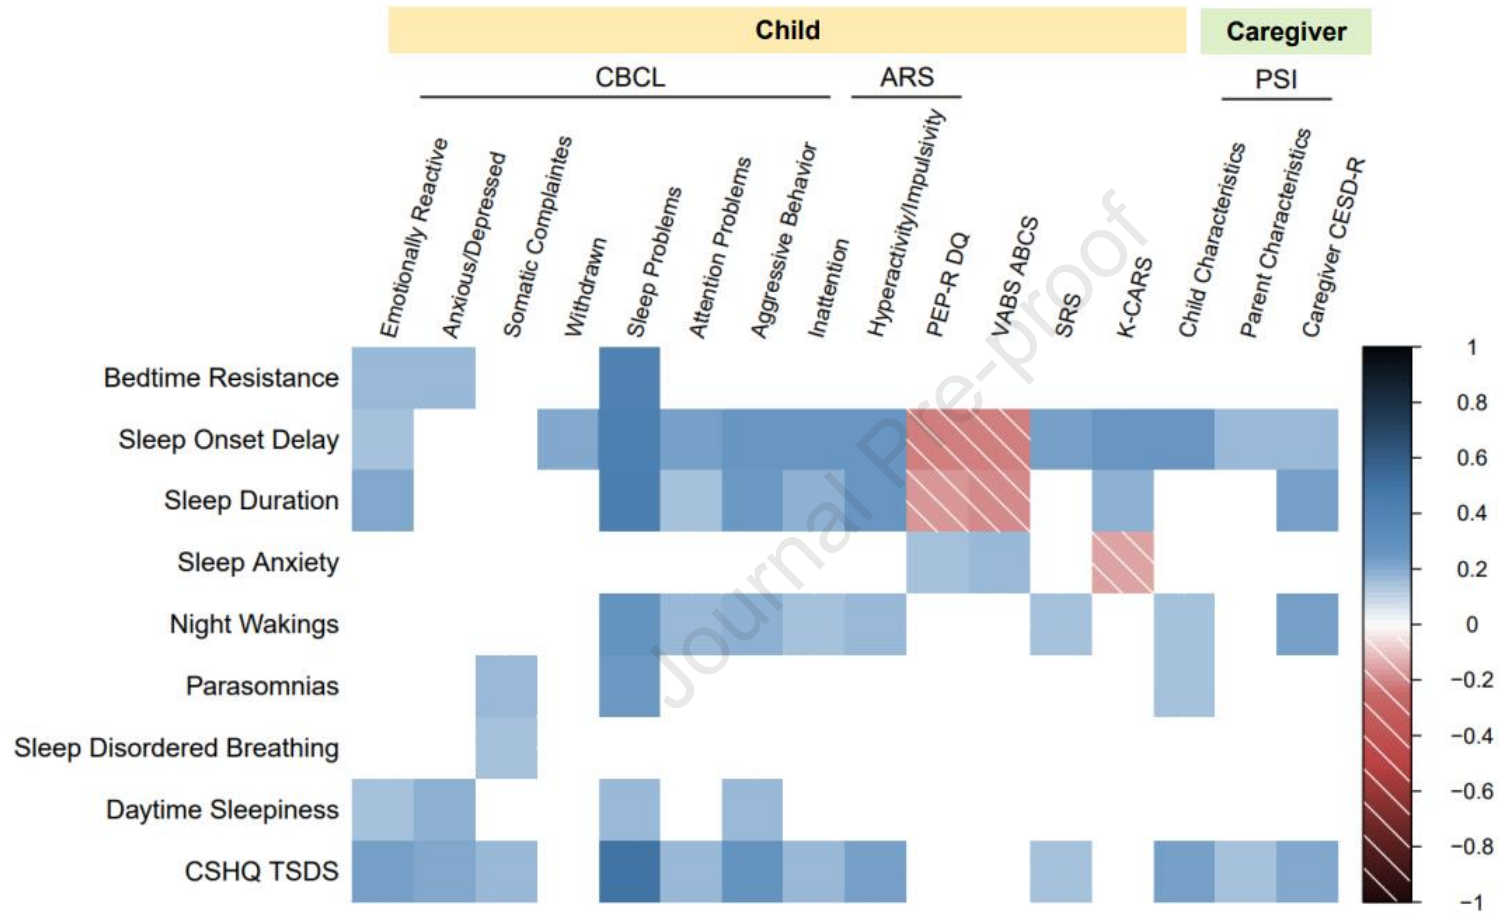 Child
Caregiver
CBCL
ARS
PSI
Emotionally Reactive
Anxious/Depressed
Somatic Complaintes
Withdrawn
Sleep Problems
Attention Problems
Aggressive Behavior
Inattention
Hyperactivity/Impulsivity
PEP-R DQ
VABS ABCS
SRS
K-CARS
Child Characteristics
Parent Characteristics
Caregiver CESD-R
Bedtime Resistance
Sleep Onset Delay
Sleep Duration
Sleep Anxiety
Night Wakings
Parasomnias
Sleep Disordered Breathing
Daytime Sleepiness
CSHQ TSDS
1
0.8
0.6
0.4
0.2
0
−0.2
−0.4
−0.6
−0.8
−1
Journal Pre-proof